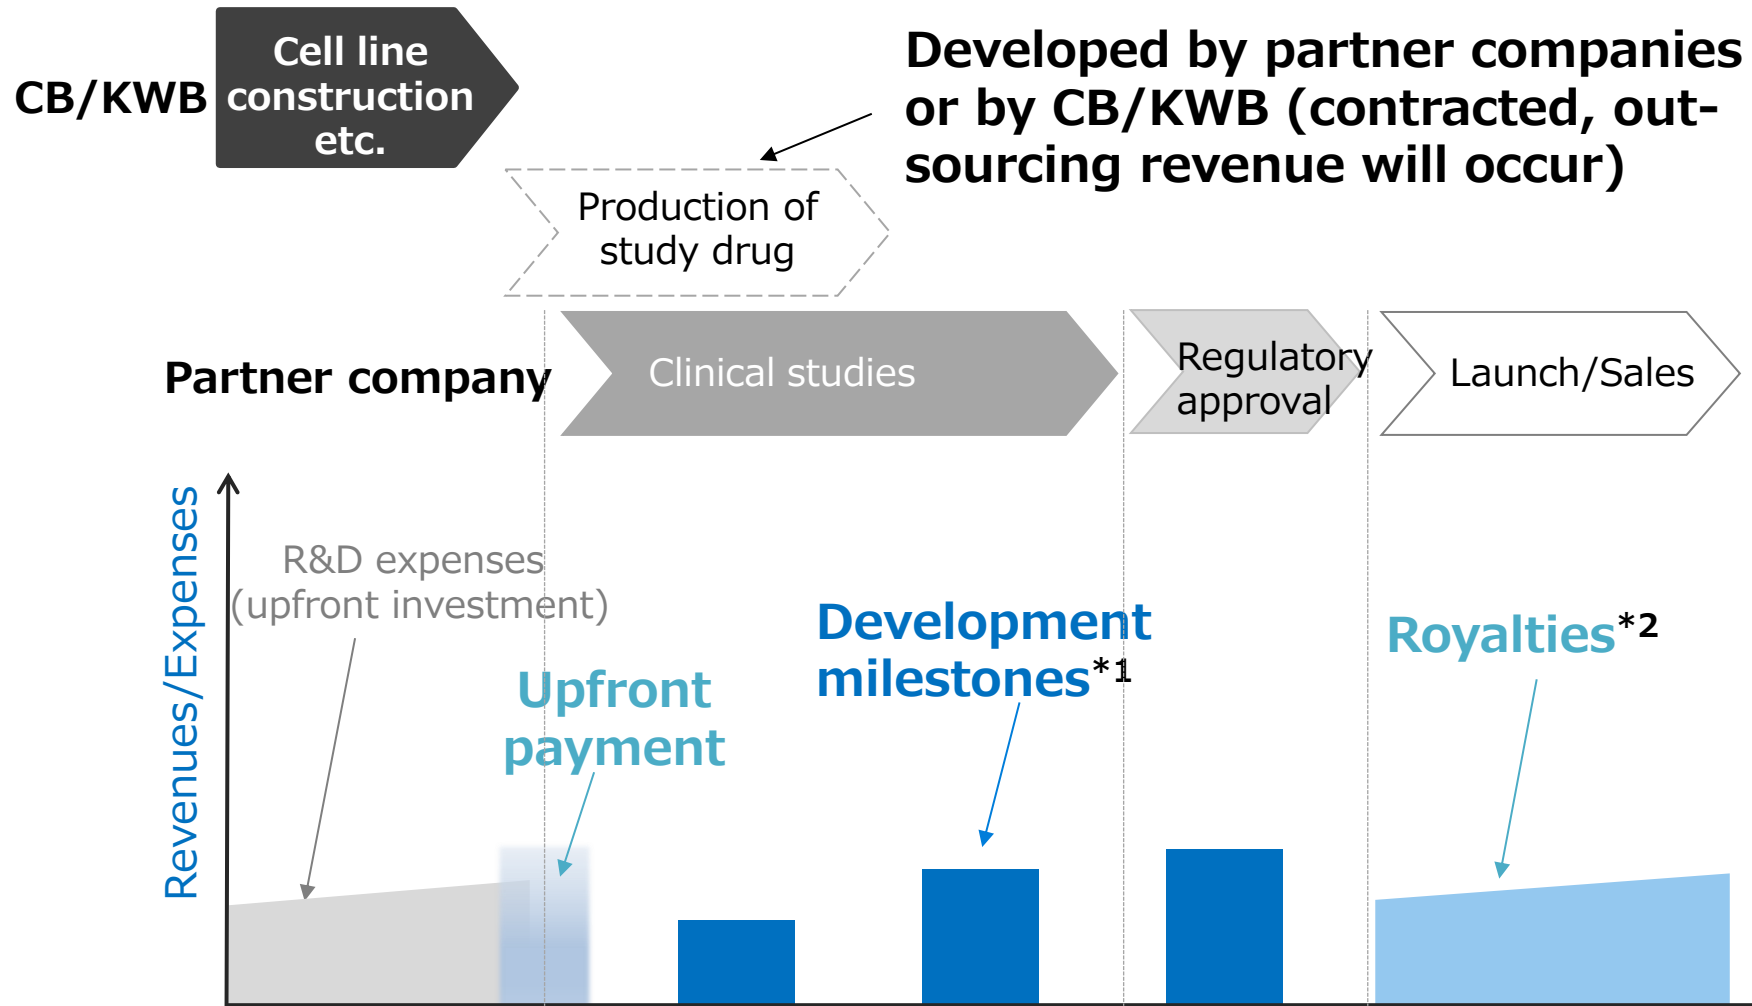 CB/KWB
Cell line
construction
etc.
Developed by partner companies
or by CB/KWB (contracted, out-
sourcing revenue will occur)
Production of
study drug
Partner company
Clinical studies
Regulatory
approval
Launch/Sales
Revenues/Expenses
R&D expenses
(upfront investment)
Upfront
payment
Development
milestones*1
Royalties*2